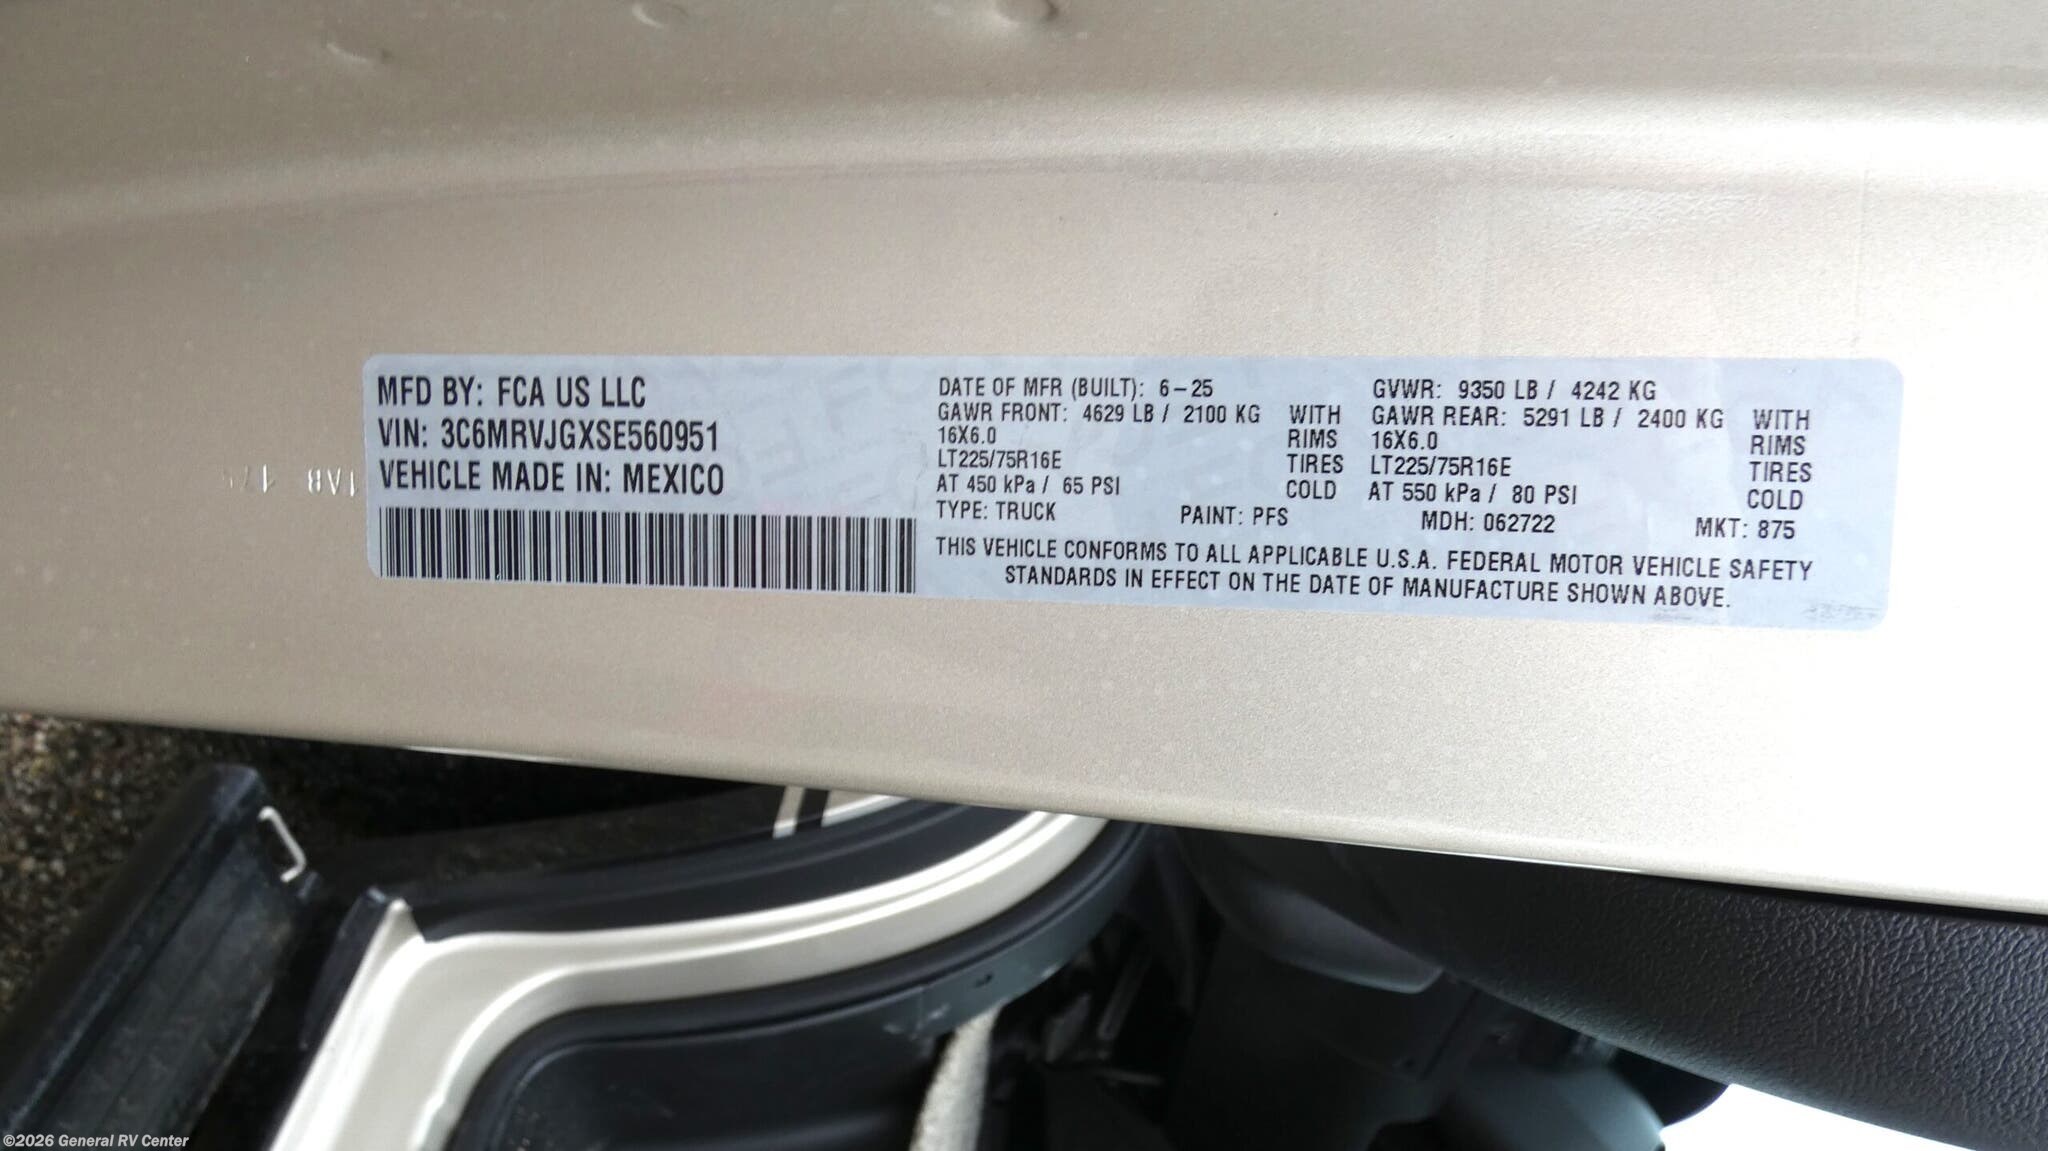 MFD BY: FCA US LLC
VIN: 3C6MRVJGXSE560951
VEHICLE MADE IN: MEXICO
DATE OF MFR (BUILT): 6-25 GVWR: 9350 LB / 4242 KG
GAWR FRONT: 4629 LB / 2100 KG WITH GAWR REAR: 5291 LB / 2400 KG WITH
16X6.0 RIMS 16X6.0 RIMS
LT225/75R16E TIRES LT225/75R16E TIRES
AT 450 kPa / 65 PSI COLD AT 550 kPa / 80 PSI COLD
TYPE: TRUCK PAINT: PFS MDH: 062722 MKT: 875
THIS VEHICLE CONFORMS TO ALL APPLICABLE U.S.A. FEDERAL MOTOR VEHICLE SAFETY
STANDARDS IN EFFECT ON THE DATE OF MANUFACTURE SHOWN ABOVE.
1AB
©2026 General RV Center